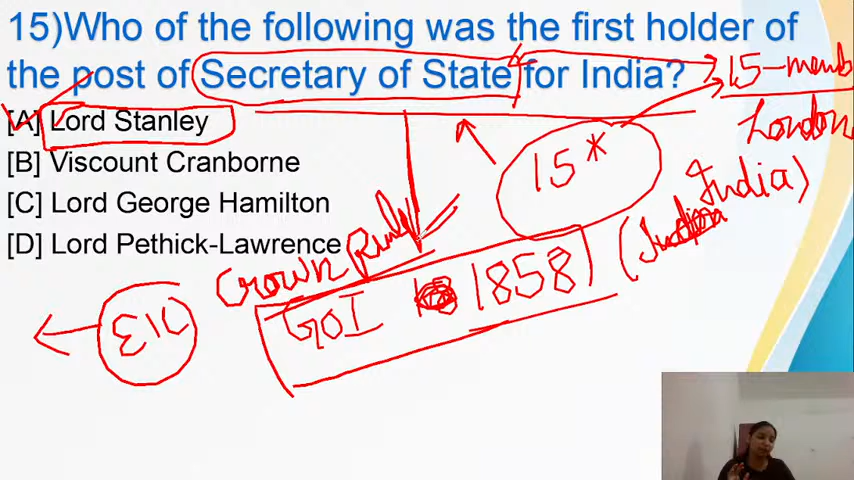 15)Who of the following was the first holder of
the post of Secretary of State for India?
15-memb
London
[A] Lord Stanley
[B] Viscount Cranborne
15*
[C] Lord George Hamilton
India)
[D] Lord Pethick-Lawrence
Crown Rule
GOI 1858
EIC